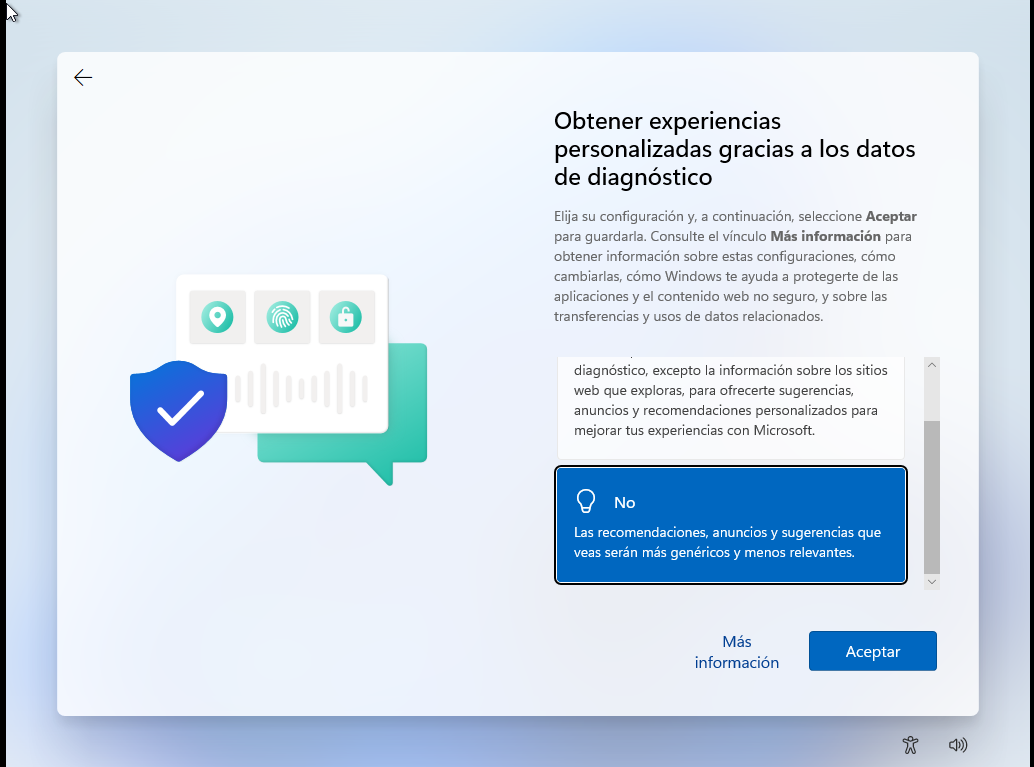 Obtener experiencias
personalizadas gracias a los datos
de diagnóstico
Elija su configuración y, a continuación, seleccione Aceptar
para guardarla. Consulte el vínculo Más información para
obtener información sobre estas configuraciones, cómo
cambiarlas, cómo Windows te ayuda a protegerte de las
aplicaciones y el contenido web no seguro, y sobre las
transferencias y usos de datos relacionados.
diagnóstico, excepto la información sobre los sitios
web que exploras, para ofrecerte sugerencias,
anuncios y recomendaciones personalizados para
mejorar tus experiencias con Microsoft.
No
Las recomendaciones, anuncios y sugerencias que
veas serán más genéricos y menos relevantes.
Más
información
Aceptar